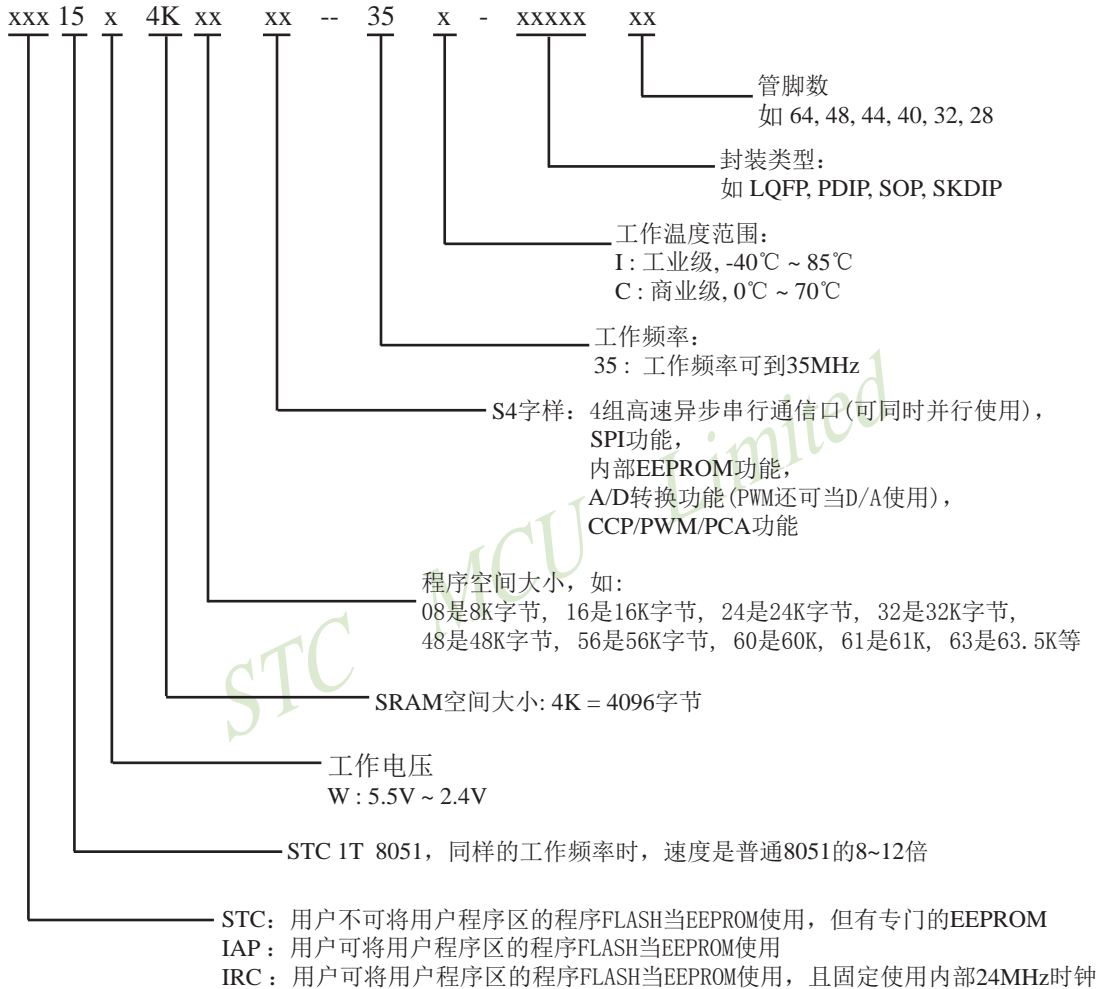 xxx 15 x 4K xx xx -- 35 x - xxxxx xx
管脚数
如 64, 48, 44, 40, 32, 28
封装类型：
如 LQFP, PDIP, SOP, SKDIP
工作温度范围：
I : 工业级, -40℃ ~ 85℃
C : 商业级, 0℃ ~ 70℃
工作频率：
35 : 工作频率可到35MHz
S4字样：4组高速异步串行通信口(可同时并行使用)，
SPI功能，
内部EEPROM功能，
A/D转换功能(PWM还可当D/A使用)，
CCP/PWM/PCA功能
程序空间大小，如:
08是8K字节, 16是16K字节, 24是24K字节, 32是32K字节,
48是48K字节, 56是56K字节, 60是60K, 61是61K, 63是63.5K等
SRAM空间大小: 4K = 4096字节
工作电压
W : 5.5V ~ 2.4V
STC 1T 8051，同样的工作频率时，速度是普通8051的8~12倍
STC：用户不可将用户程序区的程序FLASH当EEPROM使用，但有专门的EEPROM
IAP：用户可将用户程序区的程序FLASH当EEPROM使用
IRC：用户可将用户程序区的程序FLASH当EEPROM使用，且固定使用内部24MHz时钟
STC MCU Limited